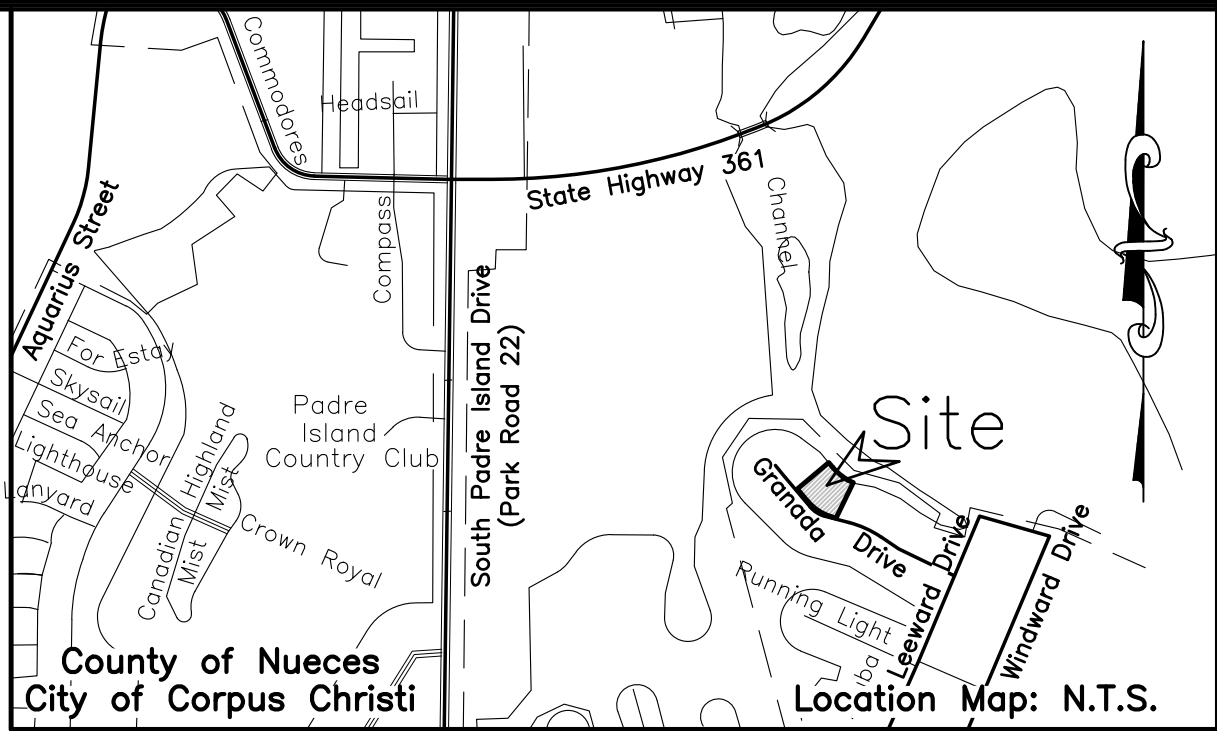 Commodores
Headsail
State Highway 361
Channel
Compass
Aquarius Street
South Padre Island Drive
(Park Road 22)
For Estay
Skysail
Sea Anchor
Lighthouse
Lanyard
Highland
Mist
Padre
Island
Country Club
Crown Royal
Canadian
Mist
Site
Granada
Drive
Leeward Drive
Windward Drive
Running Light
uba
County of Nueces
City of Corpus Christi
Location Map: N.T.S.